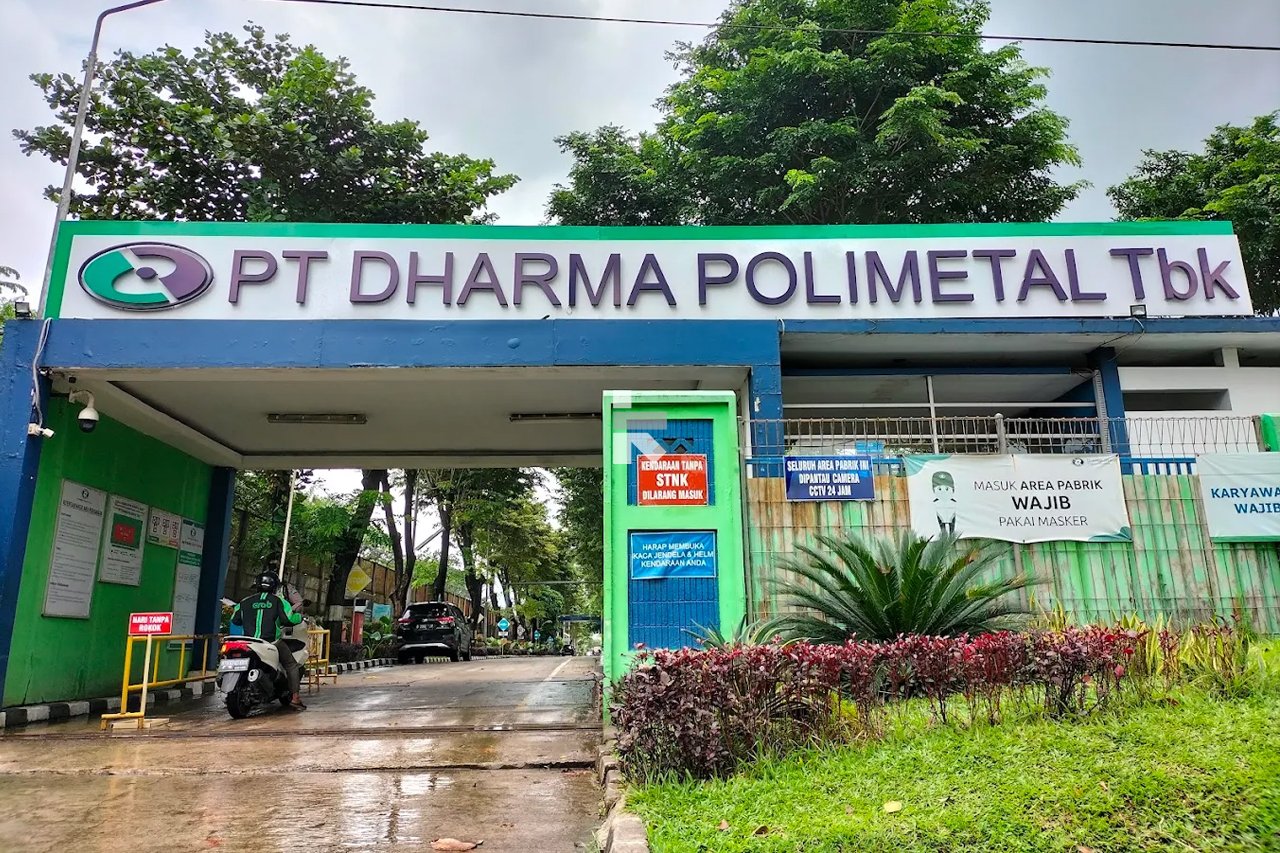 PT DHARMA POLIMETAL Tbk
KENDARAAN TANPA
STNK
DILARANG MASUK
SELURUH AREA PABRIK INI
DIPANTAU CAMERA
CCTV 24 JAM
MASUK AREA PABRIK
WAJIB
PAKAI MASKER
KARYAWA
WAJIB
HARAP MEMBUKA
KACA JENDELA & HELM
KENDARAAN ANDA
HARI TANPA
ROKOK
Grab